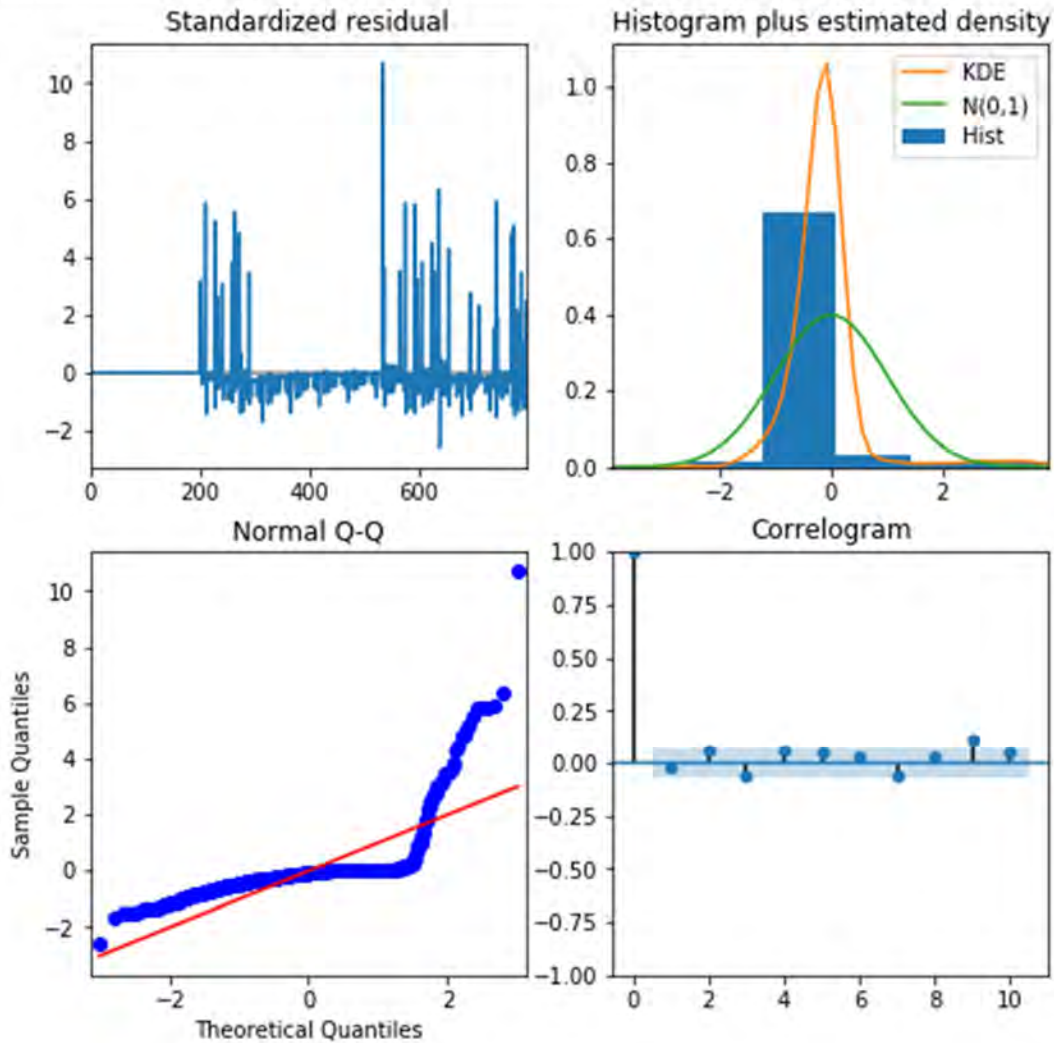 Standardized residual
10
8
6
4
2
0
−2
0 200 400 600
Histogram plus estimated density
KDE
N(0,1)
Hist
1.0
0.8
0.6
0.4
0.2
0.0
−2 0 2
Normal Q-Q
Sample Quantiles
10
8
6
4
2
0
−2
−2 0 2
Theoretical Quantiles
Correlogram
1.00
0.75
0.50
0.25
0.00
−0.25
−0.50
−0.75
−1.00
0 2 4 6 8 10